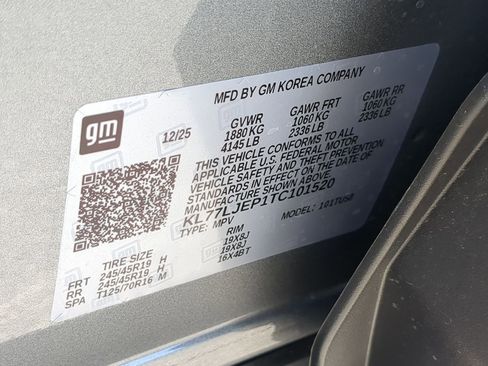 MFD BY GM KOREA COMPANY
gm
12/25
GVWR GAWR FRT GAWR RR
1880 KG 1060 KG 1060 KG
4145 LB 2336 LB 2336 LB
THIS VEHICLE CONFORMS TO ALL
APPLICABLE U.S. FEDERAL MOTOR
VEHICLE SAFETY AND THEFT PREVENTION
STANDARDS IN EFFECT ON THE DATE OF
MANUFACTURE SHOWN ABOVE.
KL77LJEP1TC101520
TYPE: MPV MODEL: 101TU58
TIRE SIZE RIM
FRT 245/45R19 H 19X8J
RR 245/45R19 H 19X8J
SPA T125/70R16 M 16X4BT